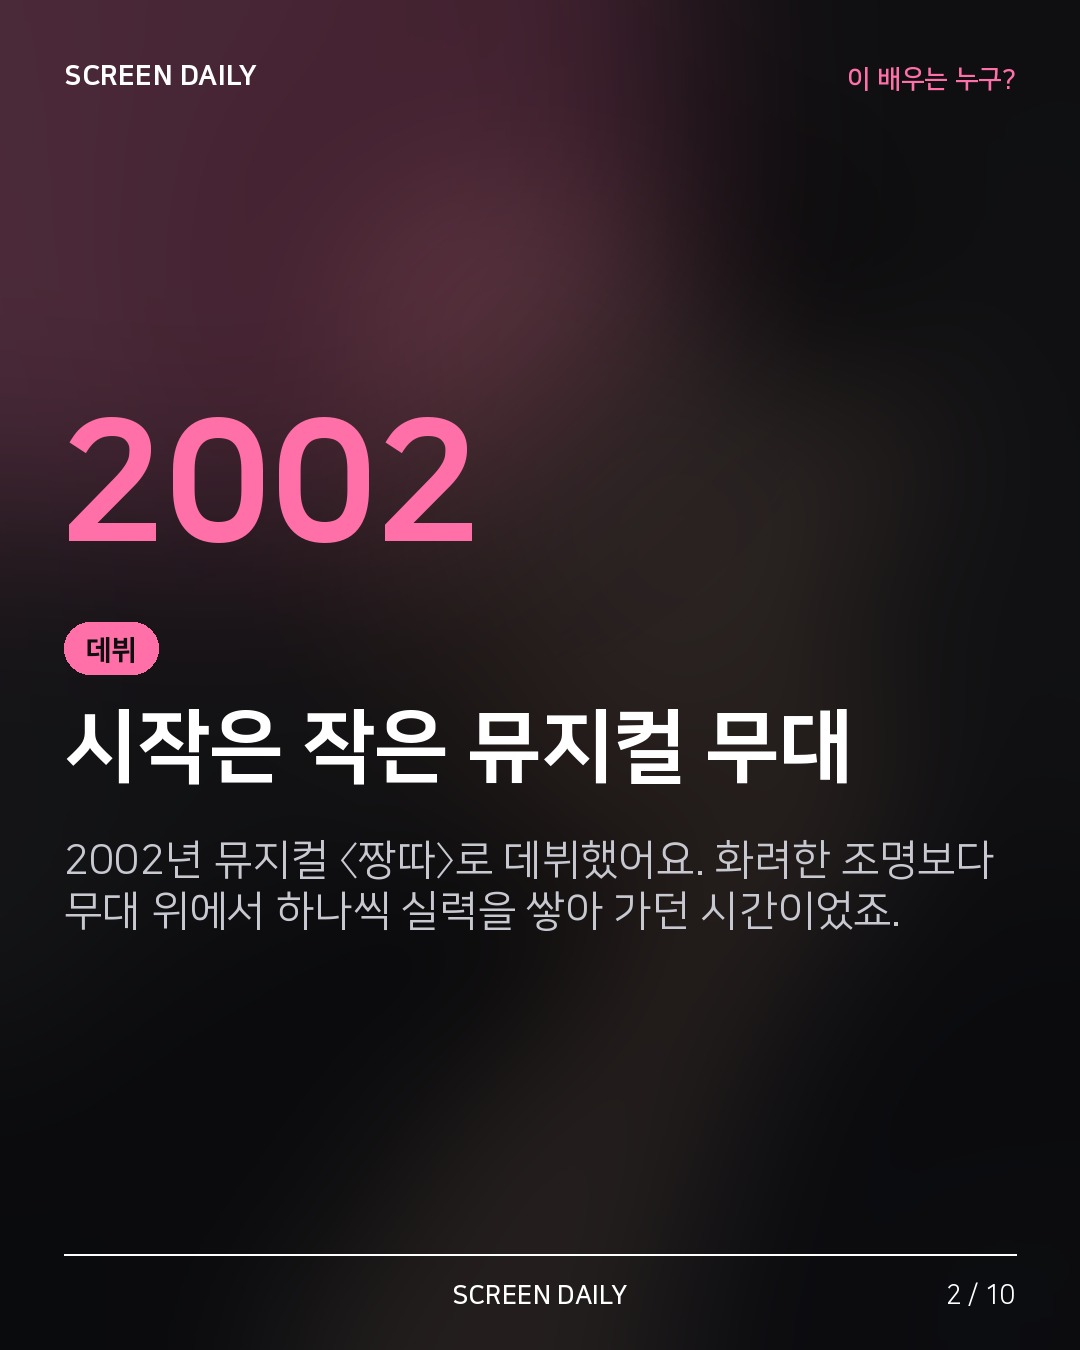 SCREEN DAILY
이 배우는 누구?
2002
데뷔
시작은 작은 뮤지컬 무대
2002년 뮤지컬 〈짱따〉로 데뷔했어요. 화려한 조명보다
무대 위에서 하나씩 실력을 쌓아 가던 시간이었죠.
SCREEN DAILY
2 / 10